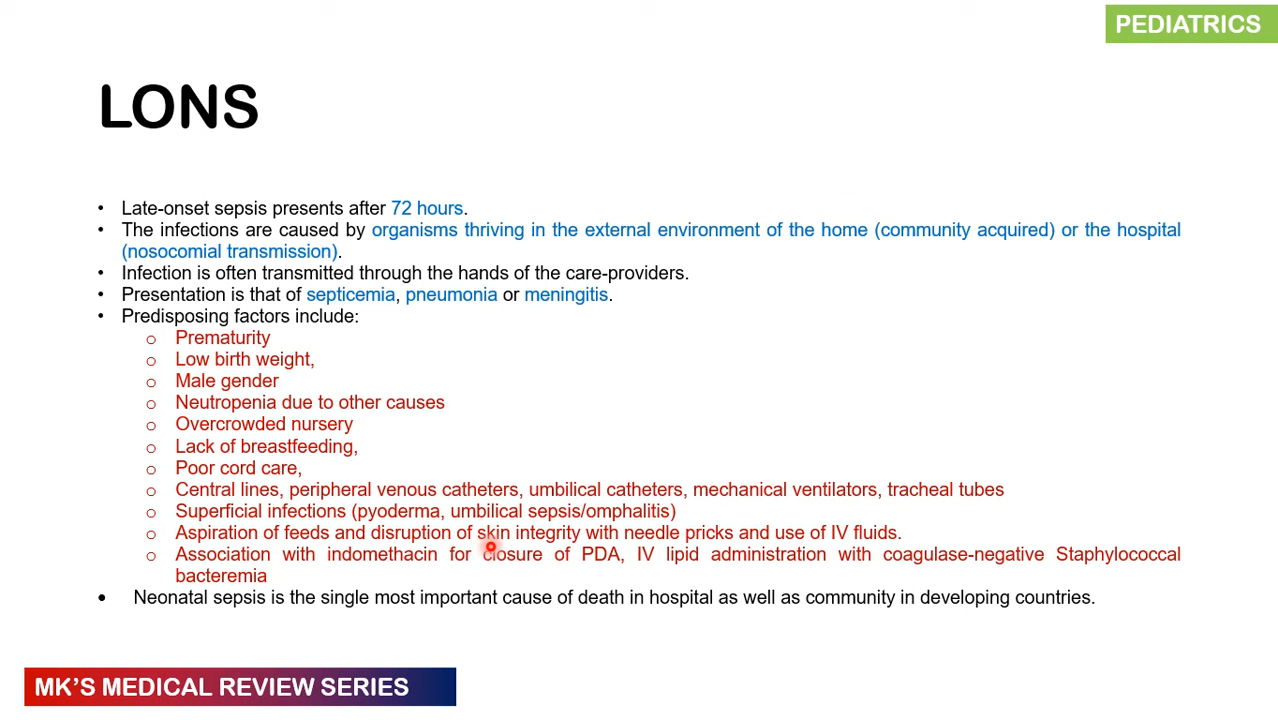 PEDIATRICS
LONS
• Late-onset sepsis presents after 72 hours.
• The infections are caused by organisms thriving in the external environment of the home (community acquired) or the hospital
(nosocomial transmission).
• Infection is often transmitted through the hands of the care-providers.
• Presentation is that of septicemia, pneumonia or meningitis.
• Predisposing factors include:
o Prematurity
o Low birth weight,
o Male gender
o Neutropenia due to other causes
o Overcrowded nursery
o Lack of breastfeeding,
o Poor cord care,
o Central lines, peripheral venous catheters, umbilical catheters, mechanical ventilators, tracheal tubes
o Superficial infections (pyoderma, umbilical sepsis/omphalitis)
o Aspiration of feeds and disruption of skin integrity with needle pricks and use of IV fluids.
o Association with indomethacin for closure of PDA, IV lipid administration with coagulase-negative Staphylococcal
bacteremia
• Neonatal sepsis is the single most important cause of death in hospital as well as community in developing countries.
MK'S MEDICAL REVIEW SERIES